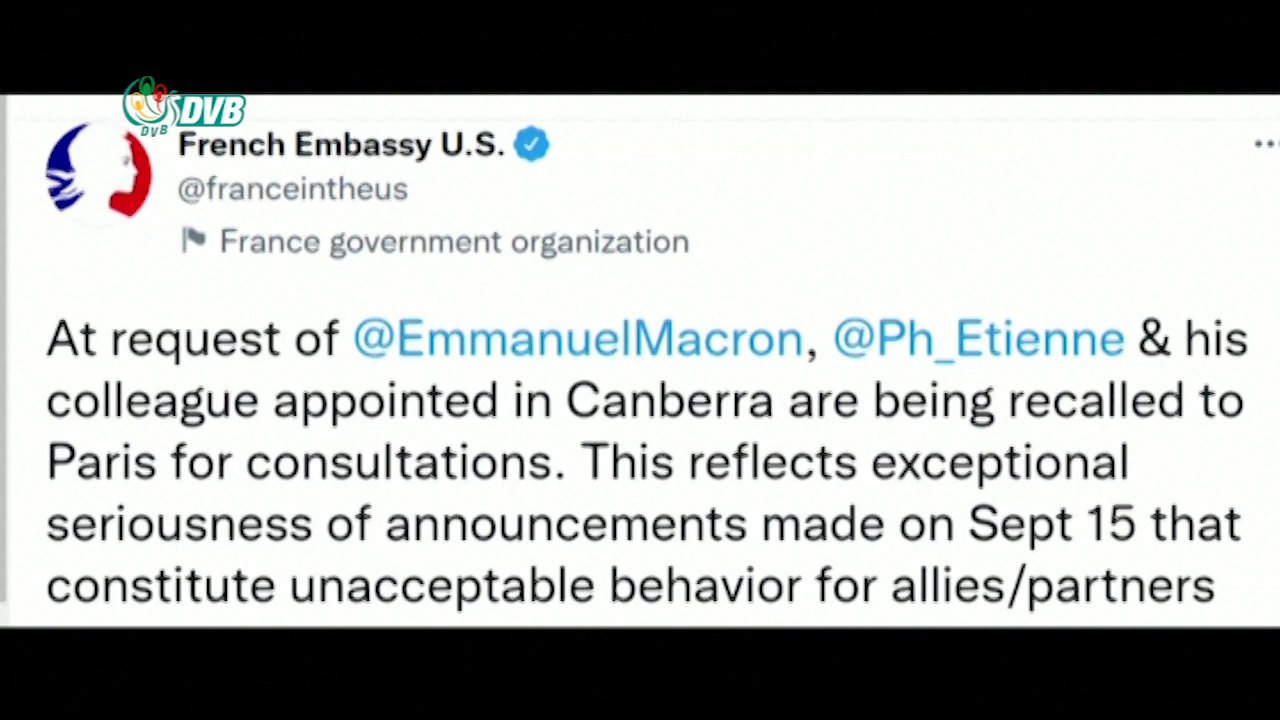 DVB
DVB
French Embassy U.S.
@franceintheus
France government organization
At request of @EmmanuelMacron, @Ph_Etienne & his
colleague appointed in Canberra are being recalled to
Paris for consultations. This reflects exceptional
seriousness of announcements made on Sept 15 that
constitute unacceptable behavior for allies/partners